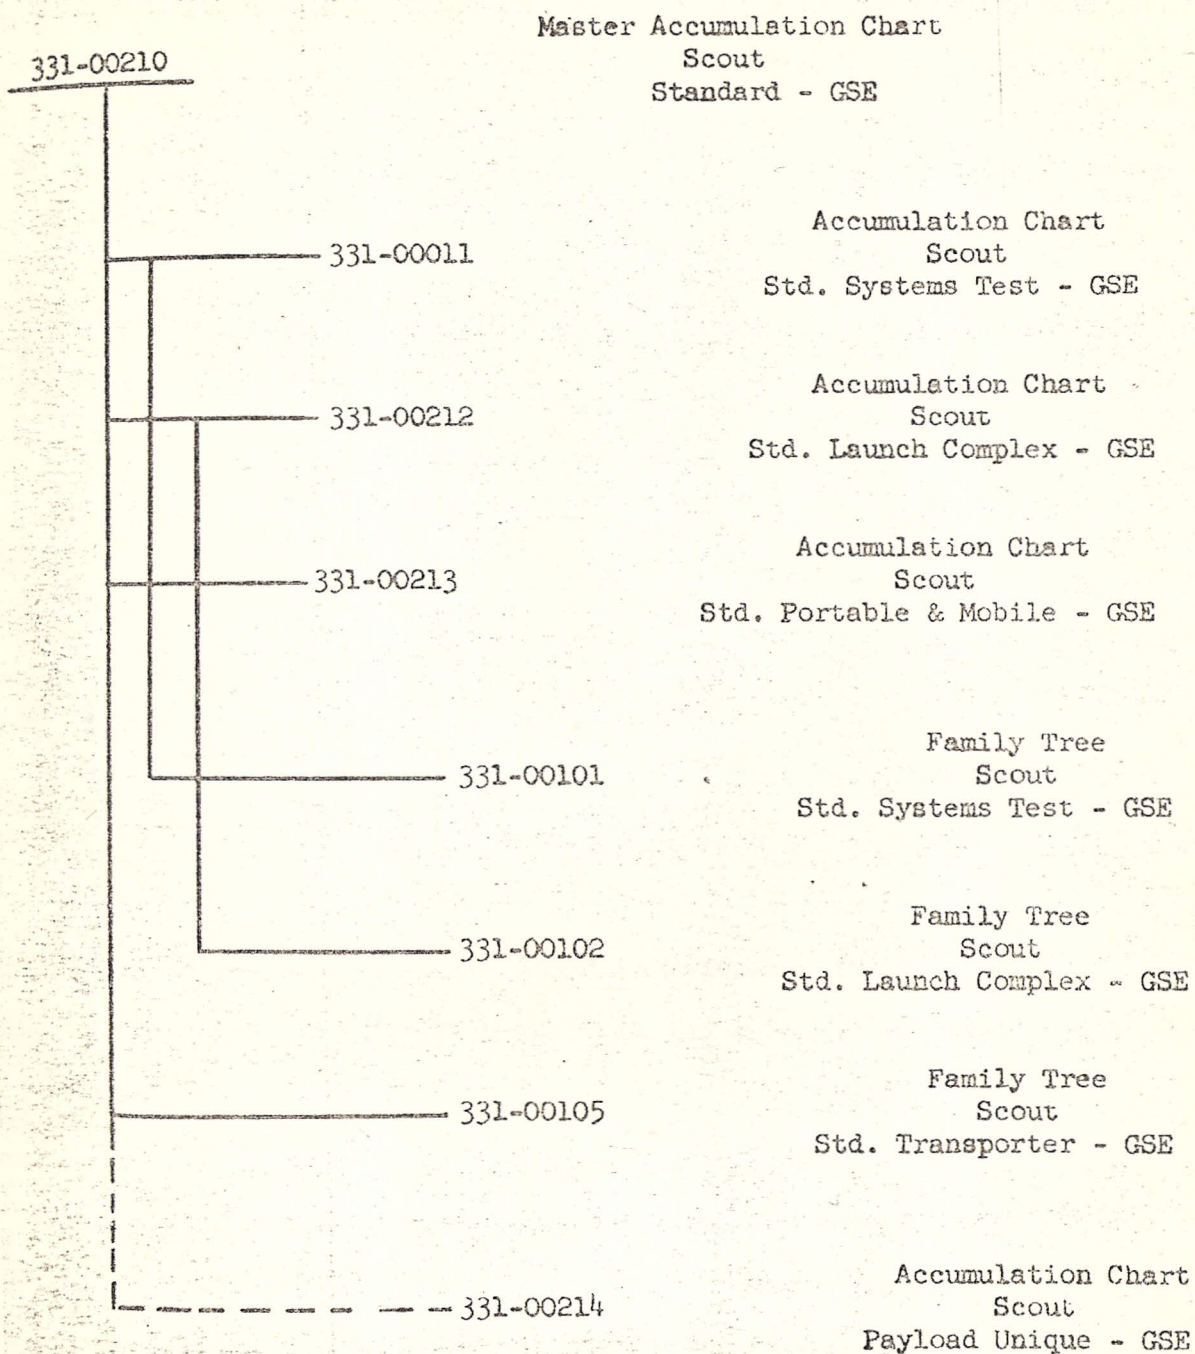 Master Accumulation Chart
331-00210
Scout
Standard - GSE
Accumulation Chart
331-00011
Scout
Std. Systems Test - GSE
Accumulation Chart
331-00212
Scout
Std. Launch Complex - GSE
Accumulation Chart
331-00213
Scout
Std. Portable & Mobile - GSE
Family Tree
331-00101
Scout
Std. Systems Test - GSE
Family Tree
331-00102
Scout
Std. Launch Complex - GSE
Family Tree
331-00105
Scout
Std. Transporter - GSE
Accumulation Chart
331-00214
Scout
Payload Unique - GSE